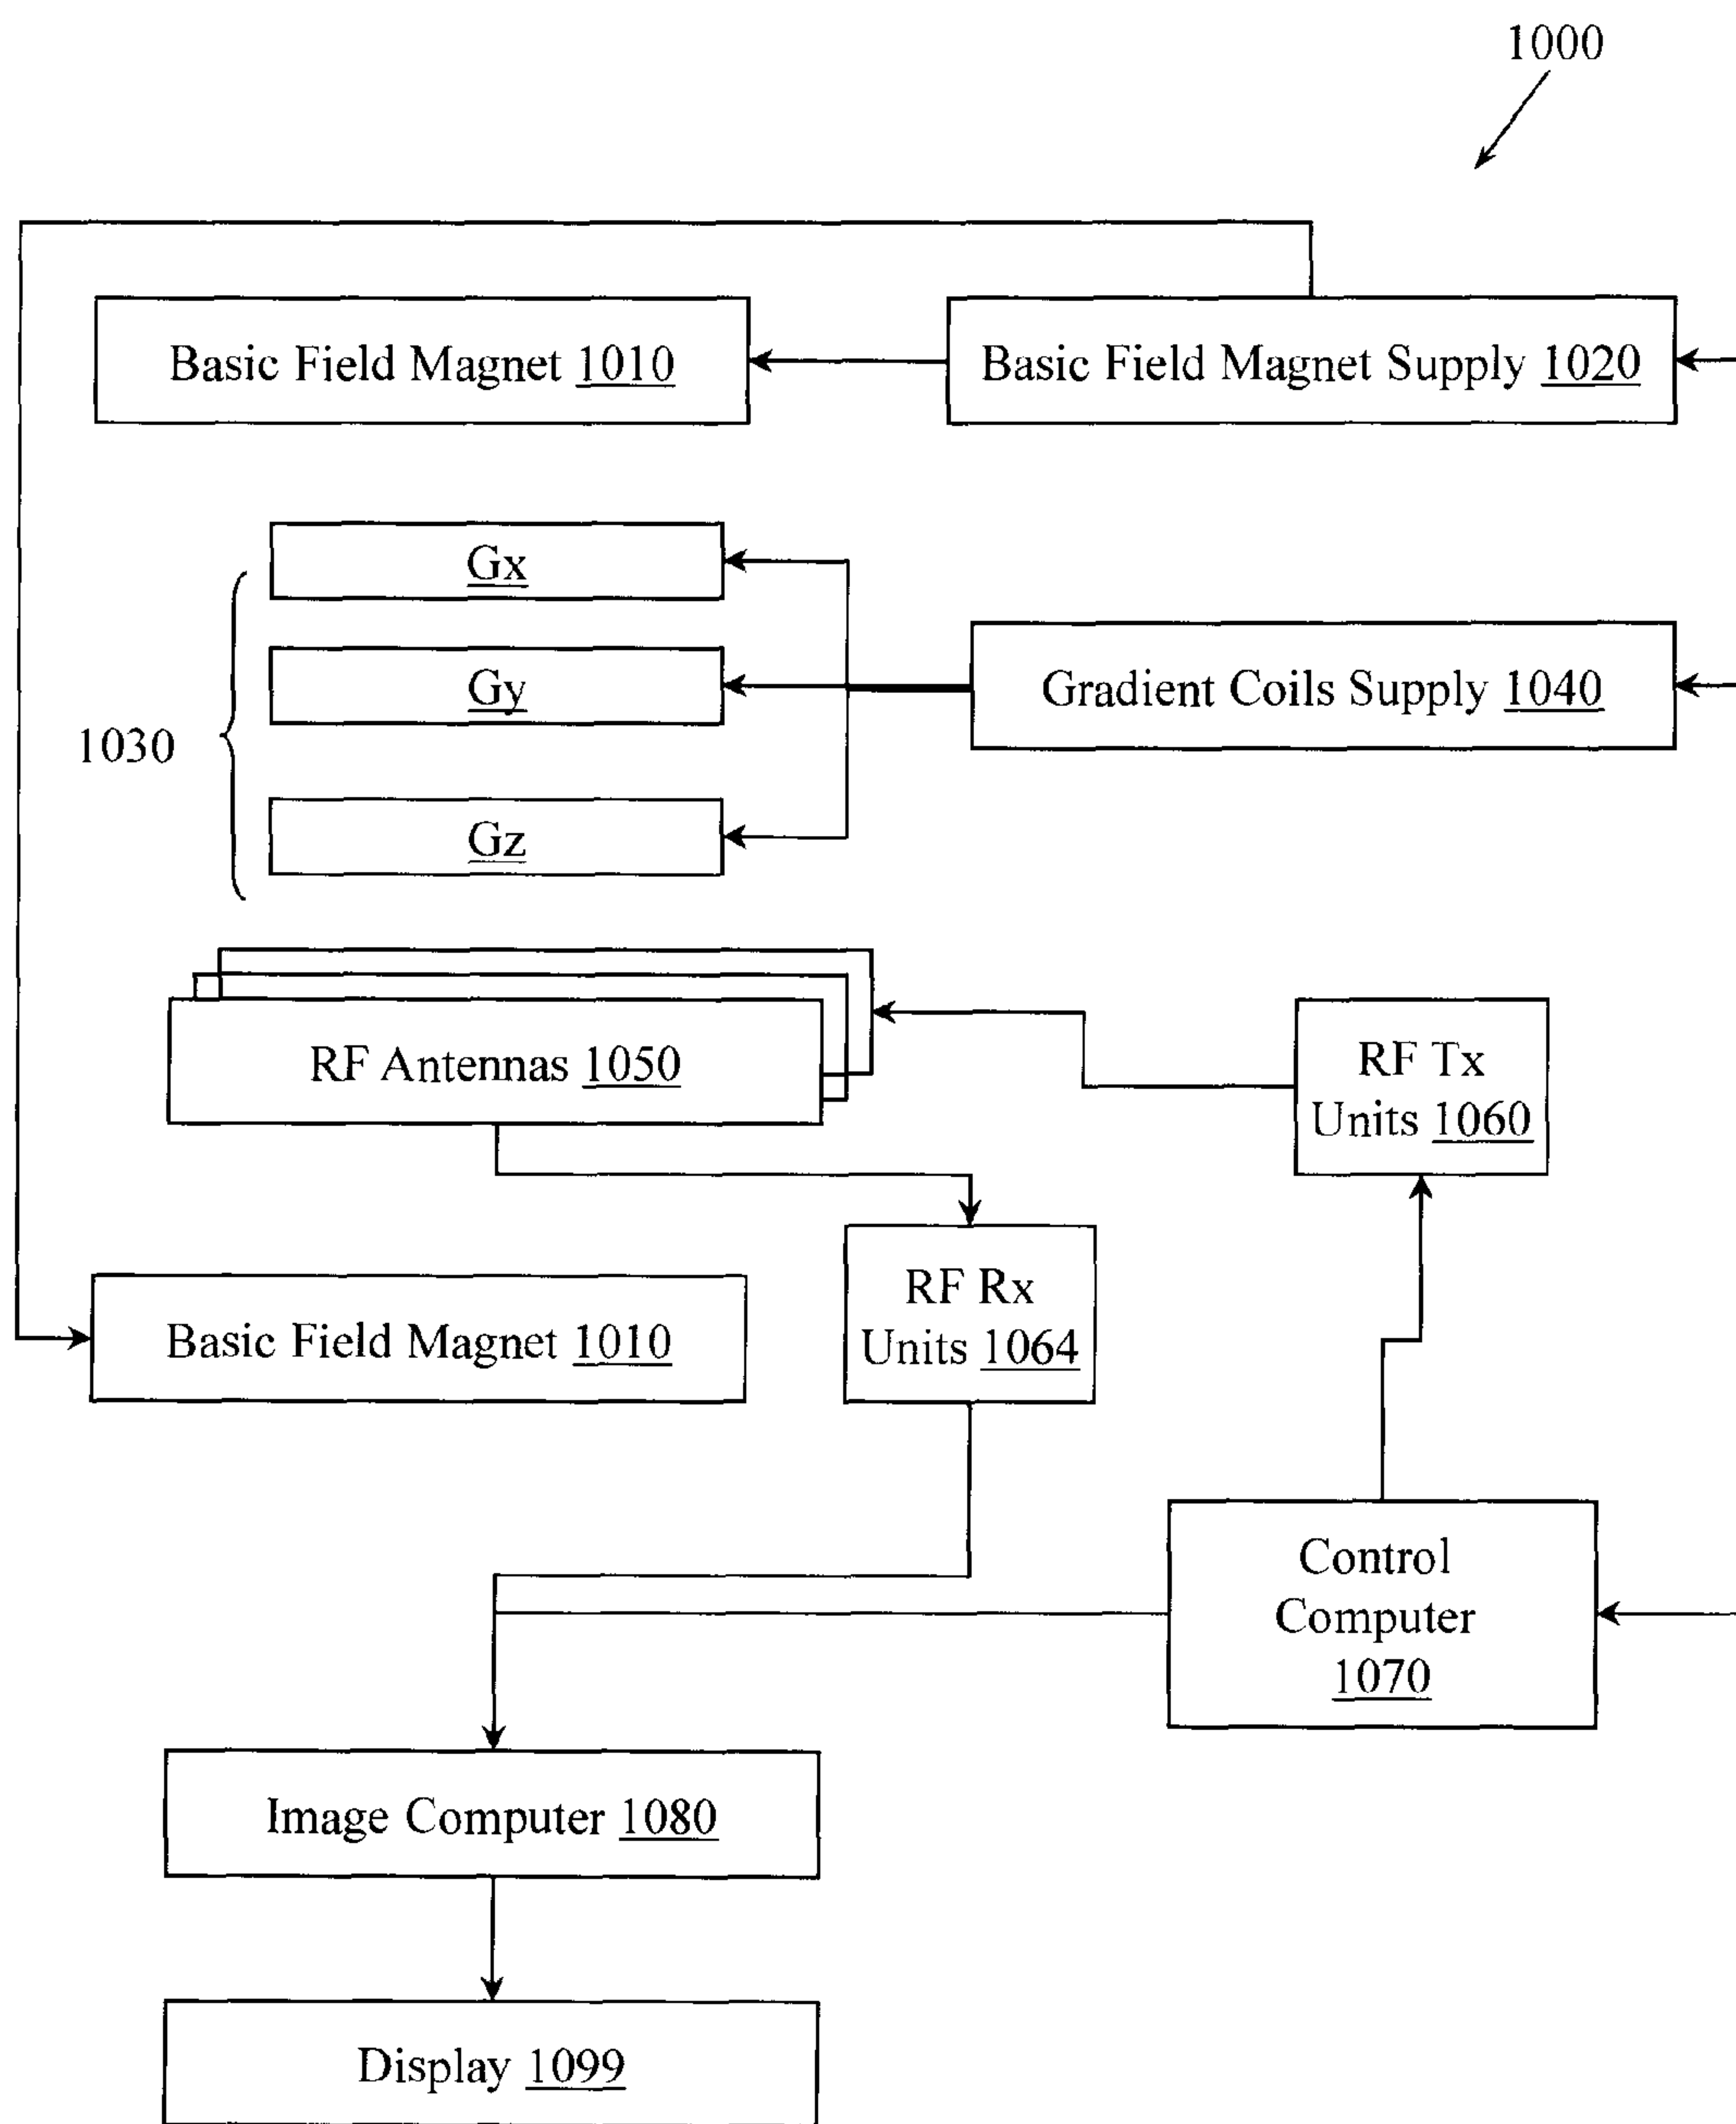 1000
Basic Field Magnet 1010
Basic Field Magnet Supply 1020
Gx
Gy
Gz
1030
Gradient Coils Supply 1040
RF Antennas 1050
RF Tx
Units 1060
RF Rx
Units 1064
Basic Field Magnet 1010
Control
Computer
1070
Image Computer 1080
Display 1099